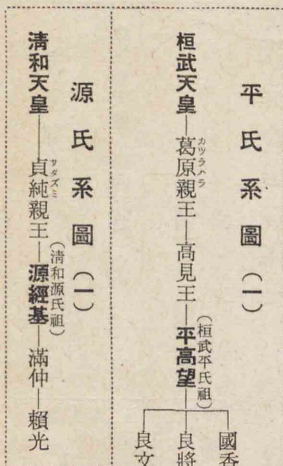 平氏系圖(一)
桓武天皇―葛原親王―高見王―平高望
カツラハラ
(桓武平氏祖)
國香
良將
良文
源氏系圖(一)
淸和天皇―貞純親王―源經基―滿仲―賴光
サダズミ
(淸和源氏祖)